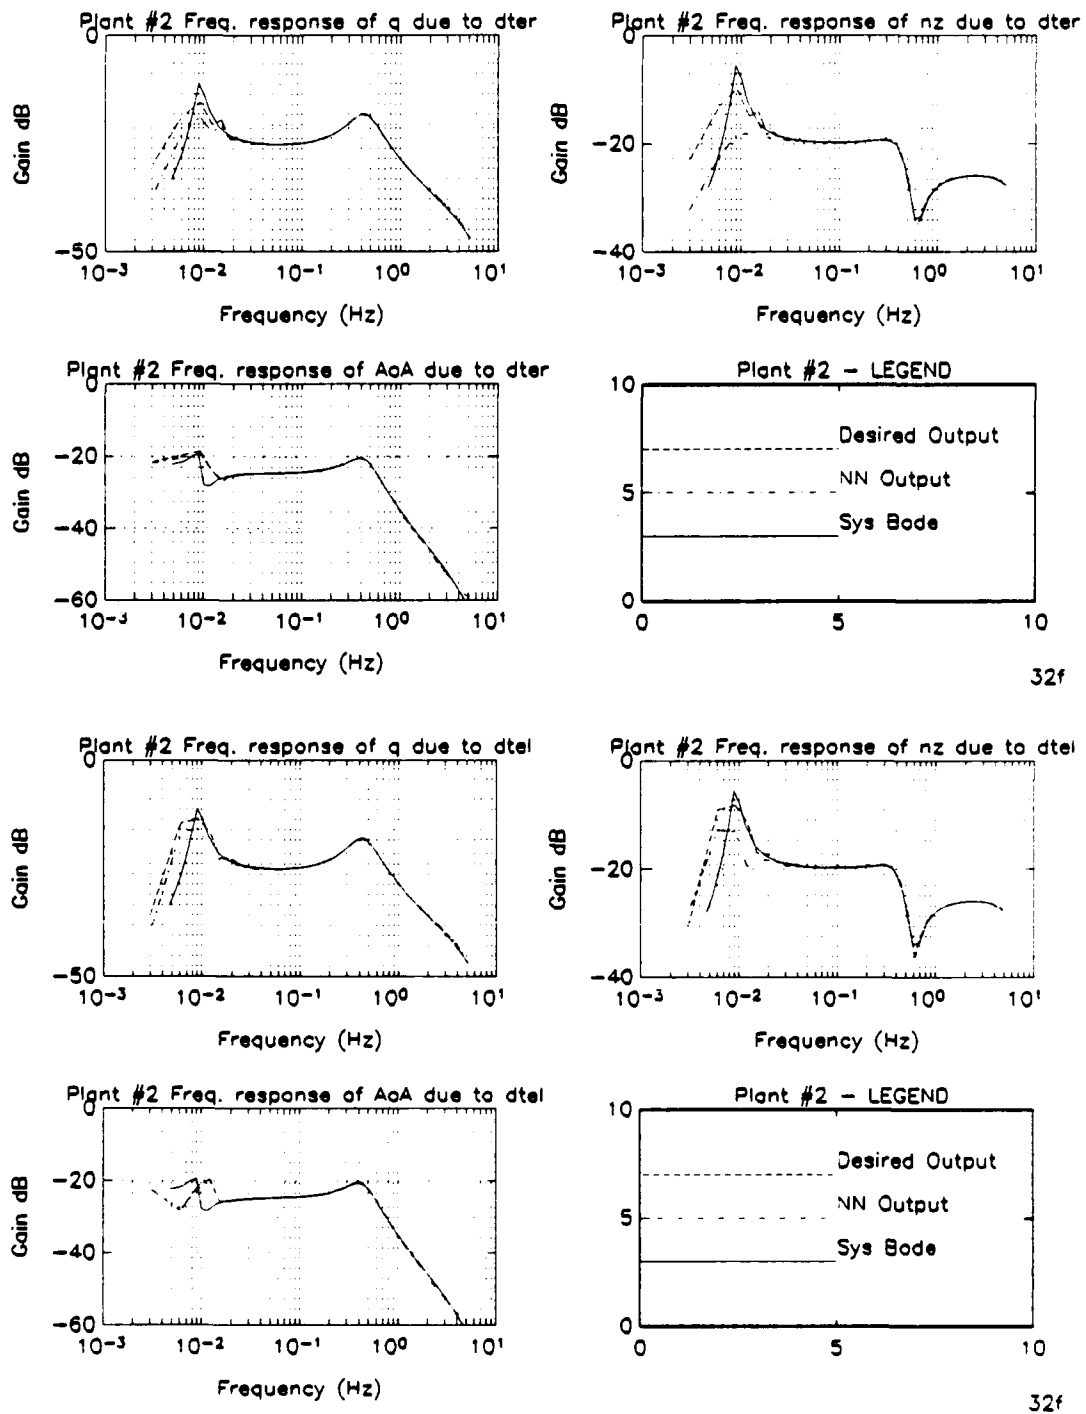 Plant #2 Freq. response of q due to dter
0
-50
Gain dB
10⁻³ 10⁻² 10⁻¹ 10⁰ 10¹
Frequency (Hz)
Plant #2 Freq. response of nz due to dter
0
-20
-40
Gain dB
10⁻³ 10⁻² 10⁻¹ 10⁰ 10¹
Frequency (Hz)
Plant #2 Freq. response of AoA due to dter
0
-20
-40
-60
Gain dB
10⁻³ 10⁻² 10⁻¹ 10⁰ 10¹
Frequency (Hz)
Plant #2 - LEGEND
10
5
0
Desired Output
NN Output
Sys Bode
0 5 10
32f
Plant #2 Freq. response of q due to dtel
0
-50
Gain dB
10⁻³ 10⁻² 10⁻¹ 10⁰ 10¹
Frequency (Hz)
Plant #2 Freq. response of nz due to dtel
0
-20
-40
Gain dB
10⁻³ 10⁻² 10⁻¹ 10⁰ 10¹
Frequency (Hz)
Plant #2 Freq. response of AoA due to dtel
0
-20
-40
-60
Gain dB
10⁻³ 10⁻² 10⁻¹ 10⁰ 10¹
Frequency (Hz)
Plant #2 - LEGEND
10
5
0
Desired Output
NN Output
Sys Bode
0 5 10
32f